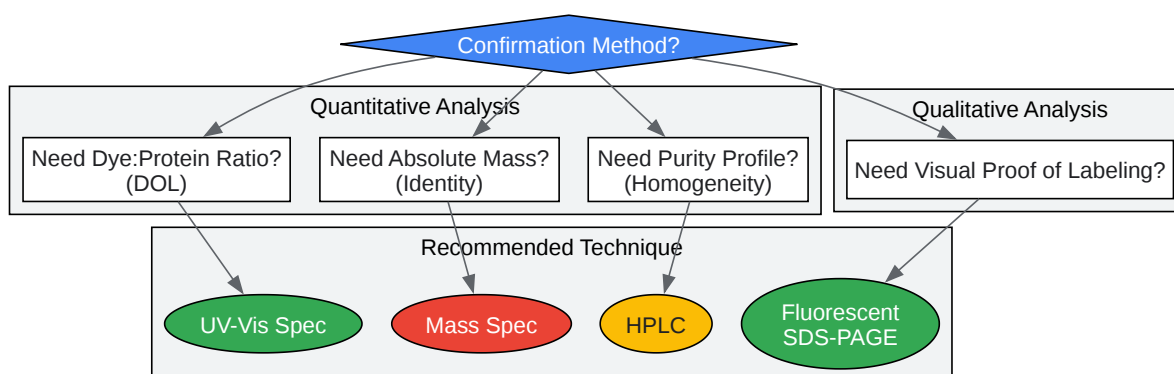 Confirmation Method?
Quantitative Analysis
Qualitative Analysis
Need Dye:Protein Ratio?
(DOL)
Need Absolute Mass?
(Identity)
Need Purity Profile?
(Homogeneity)
Need Visual Proof of Labeling?
Recommended Technique
UV-Vis Spec
Mass Spec
HPLC
Fluorescent
SDS-PAGE